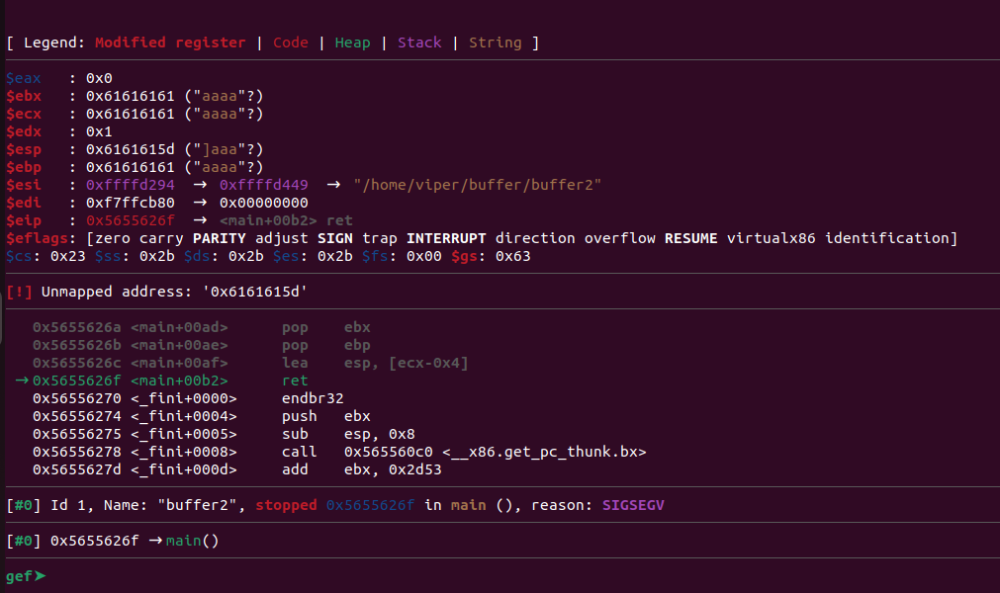 [ Legend: Modified register | Code | Heap | Stack | String ]
$eax   : 0x0
$ebx   : 0x61616161 ("aaaa"?)
$ecx   : 0x61616161 ("aaaa"?)
$edx   : 0x1
$esp   : 0x6161615d ("]aaa"?)
$ebp   : 0x61616161 ("aaaa"?)
$esi   : 0xffffd294  →  0xffffd449  →  "/home/viper/buffer/buffer2"
$edi   : 0xf7ffcb80  →  0x00000000
$eip   : 0x5655626f  →  <main+00b2> ret
$eflags: [zero carry PARITY adjust SIGN trap INTERRUPT direction overflow RESUME virtualx86 identification]
$cs: 0x23 $ss: 0x2b $ds: 0x2b $es: 0x2b $fs: 0x00 $gs: 0x63
[!] Unmapped address: '0x6161615d'
0x5655626a <main+00ad>      pop    ebx
0x5655626b <main+00ae>      pop    ebp
0x5655626c <main+00af>      lea    esp, [ecx-0x4]
→ 0x5655626f <main+00b2>      ret
0x56556270 <_fini+0000>     endbr32
0x56556274 <_fini+0004>     push   ebx
0x56556275 <_fini+0005>     sub    esp, 0x8
0x56556278 <_fini+0008>     call   0x565560c0 <__x86.get_pc_thunk.bx>
0x5655627d <_fini+000d>     add    ebx, 0x2d53
[#0] Id 1, Name: "buffer2", stopped 0x5655626f in main (), reason: SIGSEGV
[#0] 0x5655626f → main()
gef➤